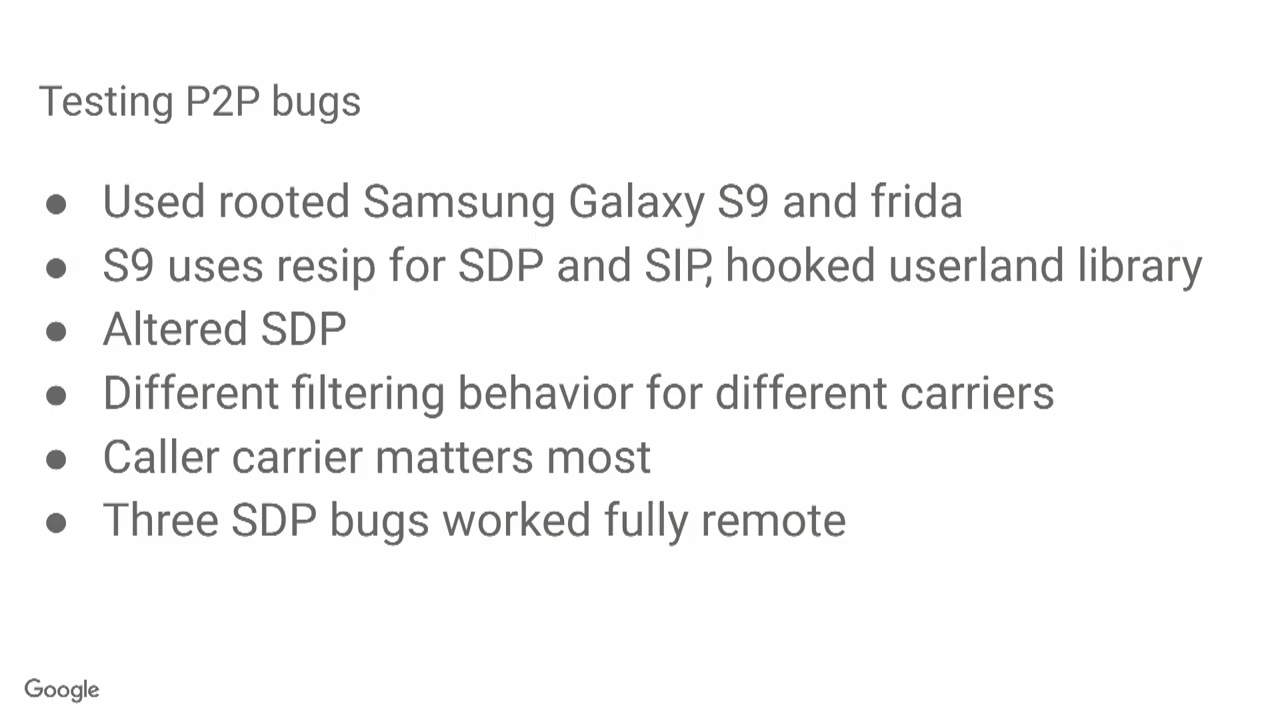 Testing P2P bugs
● Used rooted Samsung Galaxy S9 and frida
● S9 uses resip for SDP and SIP, hooked userland library
● Altered SDP
● Different filtering behavior for different carriers
● Caller carrier matters most
● Three SDP bugs worked fully remote
Google